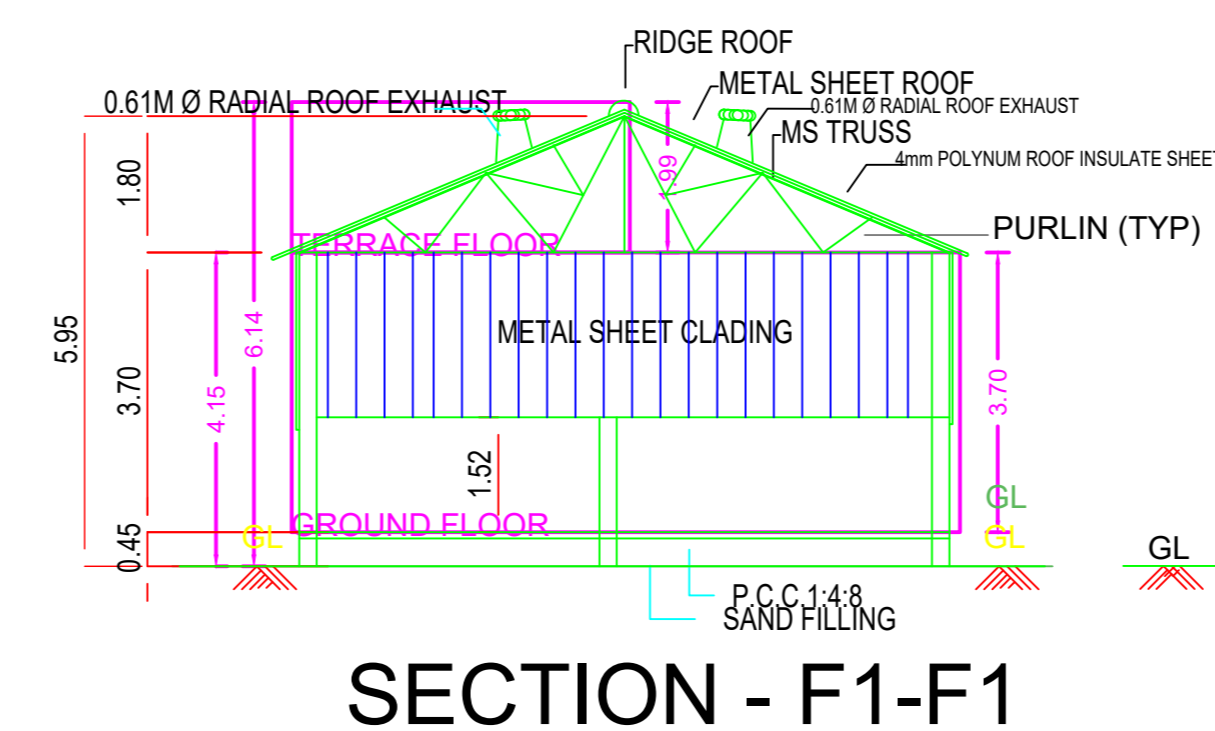 RIDGE ROOF
METAL SHEET ROOF
0.61M Ø RADIAL ROOF EXHAUST
0.61M Ø RADIAL ROOF EXHAUST
MS TRUSS
4mm POLYNUM ROOF INSULATE SHEET
1.80
1.99
PURLIN (TYP)
TERRACE FLOOR
METAL SHEET CLADING
5.95
6.14
3.70
4.15
3.70
1.52
GL
GROUND FLOOR
0.45
GL
GL
GL
P.C.C.1:4:8
SAND FILLING
SECTION - F1-F1